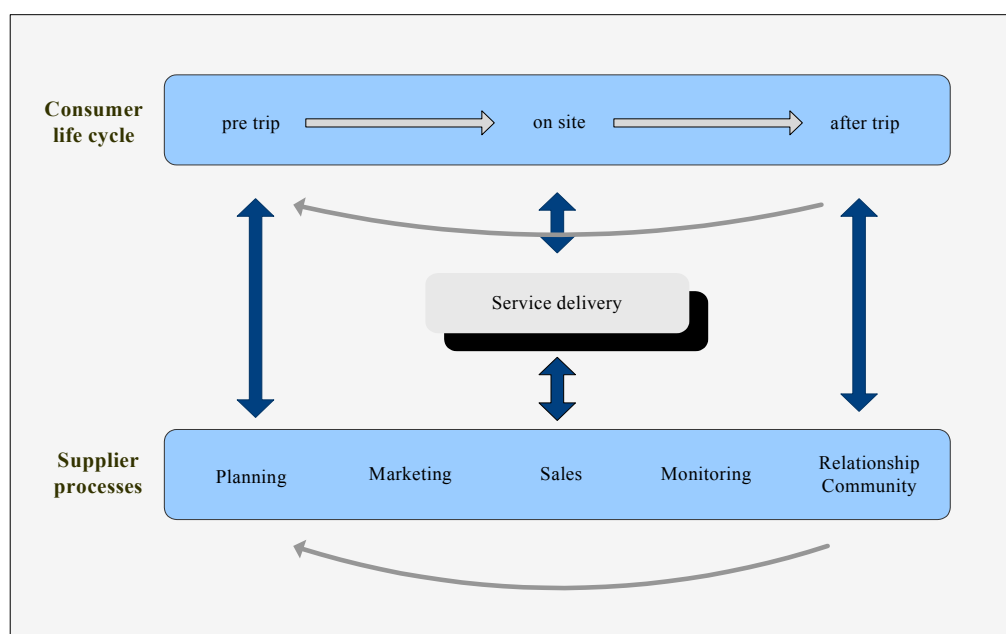 Consumer
life cycle
pre trip
on site
after trip
Service delivery
Supplier
processes
Planning
Marketing
Sales
Monitoring
Relationship
Community